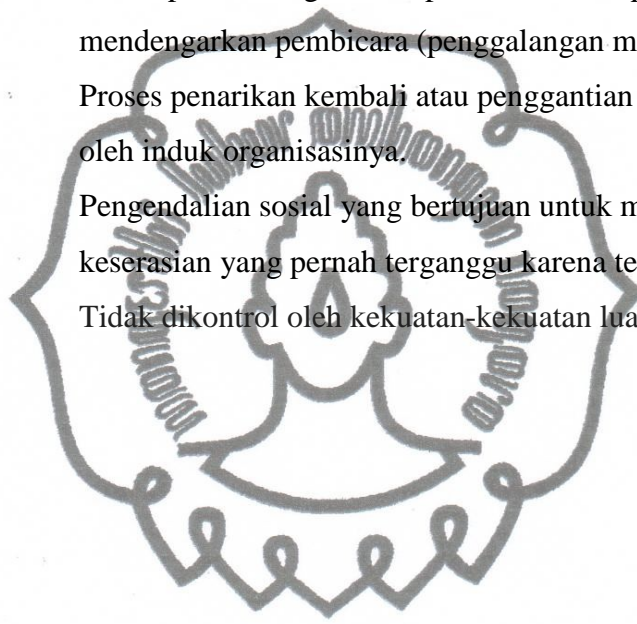 mendengarkan pembicara (penggalangan m
Proses penarikan kembali atau penggantian
oleh induk organisasinya.
Pengendalian sosial yang bertujuan untuk m
keserasian yang pernah terganggu karena te
Tidak dikontrol oleh kekuatan-kekuatan lua